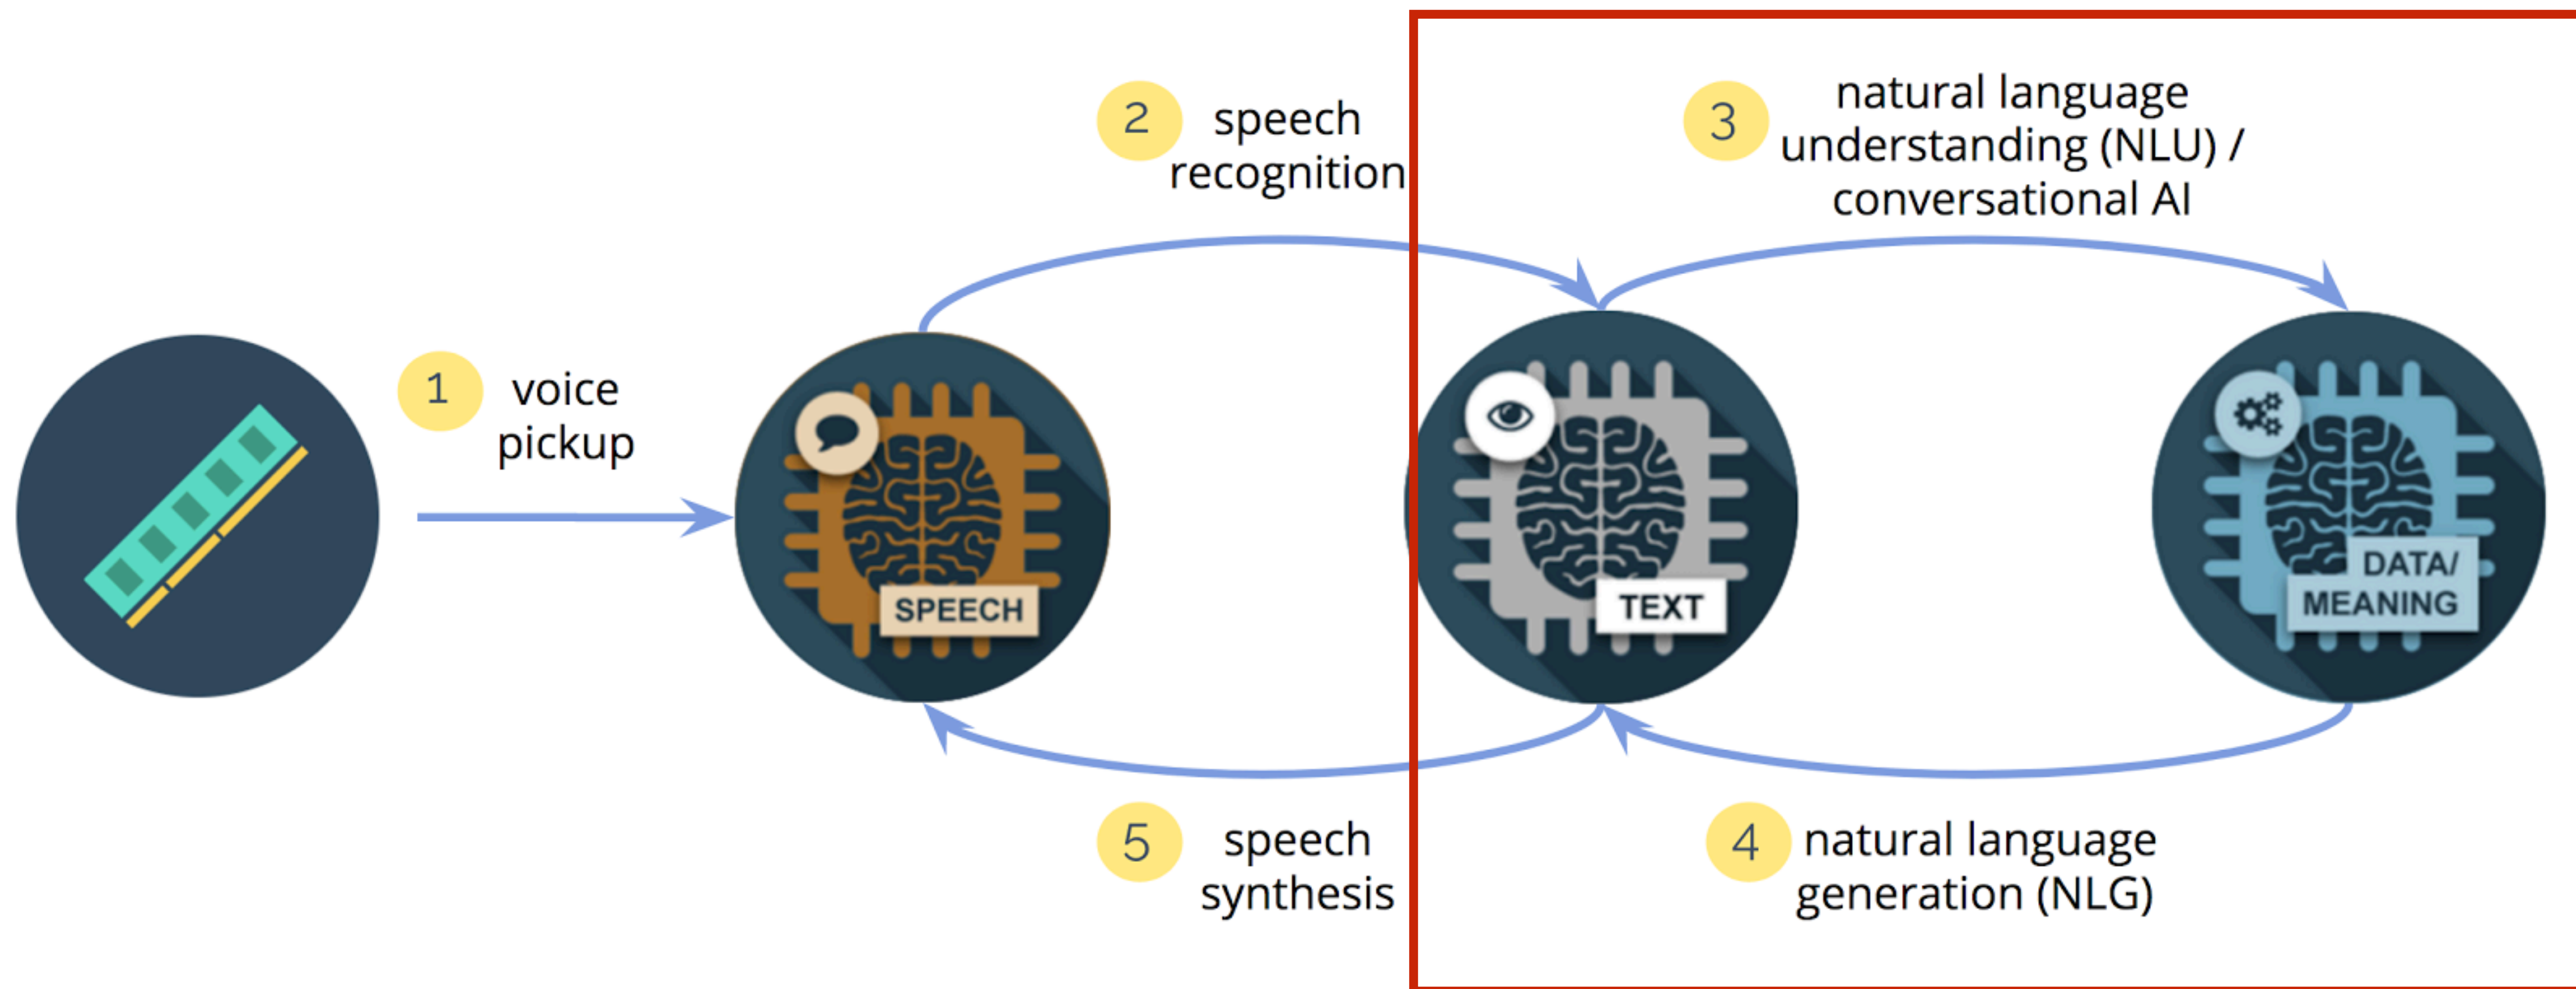 1
voice
pickup
SPEECH
2
speech
recognition
3
natural language
understanding (NLU) /
conversational AI
TEXT
DATA/
MEANING
4
natural language
generation (NLG)
5
speech
synthesis